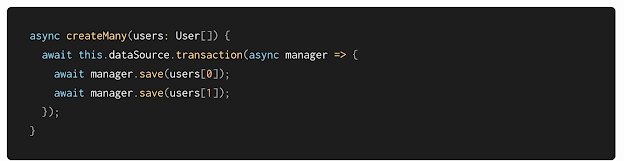 async createMany(users: User[]) {
  await this.dataSource.transaction(async manager => {
    await manager.save(users[0]);
    await manager.save(users[1]);
  });
}